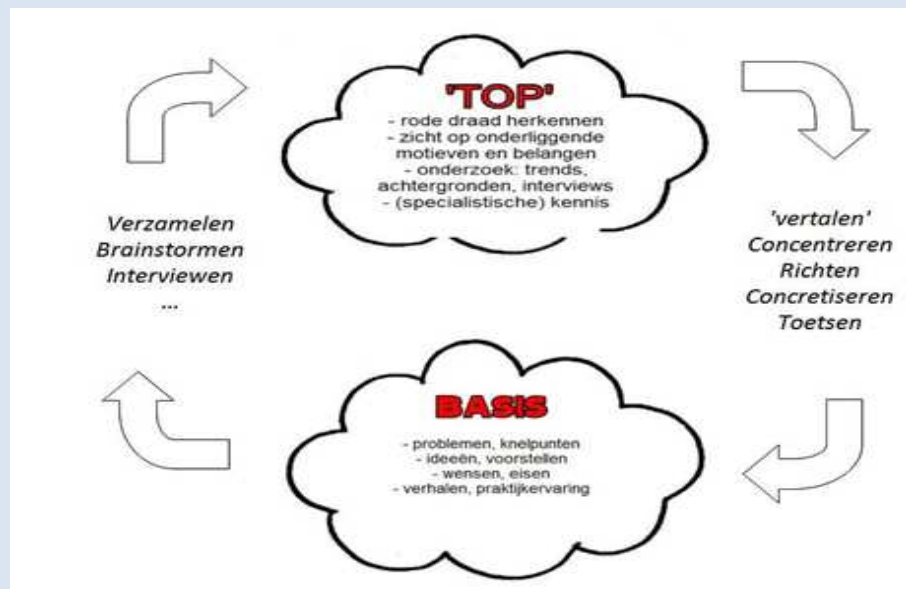 'TOP'
- rode draad herkennen
- zicht op onderliggende
motieven en belangen
- onderzoek: trends,
achtergronden, interviews
- (specialistische) kennis
Verzamelen
Brainstormen
Interviewen
...
'vertalen'
Concentreren
Richten
Concretiseren
Toetsen
BASIS
- problemen, knelpunten
- ideeën, voorstellen
- wensen, eisen
- verhalen, praktijkervaring